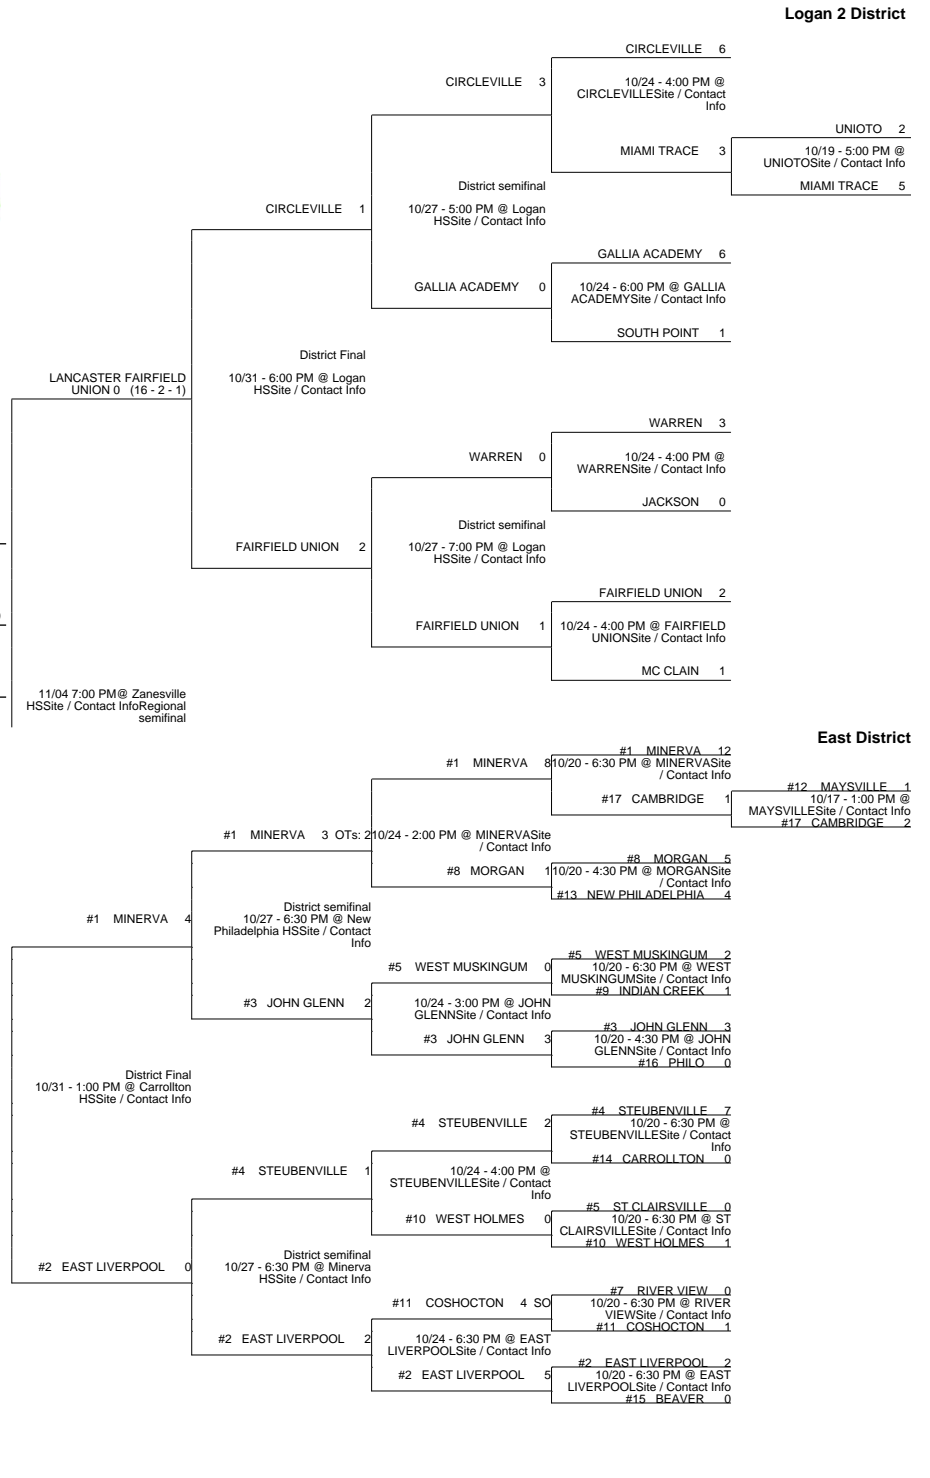 Logan 2 District
CIRCLEVILLE 6
CIRCLEVILLE 3
10/24 - 4:00 PM @
CIRCLEVILLESite / Contact
Info
UNIOTO 2
MIAMI TRACE 3
10/19 - 5:00 PM @
UNIOTOSite / Contact Info
MIAMI TRACE 5
District semifinal
CIRCLEVILLE 1
10/27 - 5:00 PM @ Logan
HSSite / Contact Info
GALLIA ACADEMY 6
GALLIA ACADEMY 0
10/24 - 6:00 PM @ GALLIA
ACADEMYSite / Contact Info
SOUTH POINT 1
District Final
LANCASTER FAIRFIELD
UNION 0 (16 - 2 - 1)
10/31 - 6:00 PM @ Logan
HSSite / Contact Info
WARREN 3
WARREN 0
10/24 - 4:00 PM @
WARRENSite / Contact Info
JACKSON 0
District semifinal
FAIRFIELD UNION 2
10/27 - 7:00 PM @ Logan
HSSite / Contact Info
FAIRFIELD UNION 2
FAIRFIELD UNION 1
10/24 - 4:00 PM @ FAIRFIELD
UNIONSite / Contact Info
MC CLAIN 1
11/04 7:00 PM@ Zanesville
HSSite / Contact InfoRegional
semifinal
East District
#1 MINERVA 12
#1 MINERVA 8
10/20 - 6:30 PM @ MINERVASite
/ Contact Info
#12 MAYSVILLE 1
#17 CAMBRIDGE 1
10/17 - 1:00 PM @
MAYSVILLESite / Contact Info
#17 CAMBRIDGE 2
#1 MINERVA 3 OTs: 2
10/24 - 2:00 PM @ MINERVASite
/ Contact Info
#8 MORGAN 5
#8 MORGAN 1
10/20 - 4:30 PM @ MORGANSite
/ Contact Info
#13 NEW PHILADELPHIA 4
#1 MINERVA 4
District semifinal
10/27 - 6:30 PM @ New
Philadelphia HSSite / Contact
Info
#5 WEST MUSKINGUM 2
#5 WEST MUSKINGUM 0
10/20 - 6:30 PM @ WEST
MUSKINGUMSite / Contact Info
#9 INDIAN CREEK 1
#3 JOHN GLENN 2
10/24 - 3:00 PM @ JOHN
GLENNSite / Contact Info
#3 JOHN GLENN 3
#3 JOHN GLENN 3
10/20 - 4:30 PM @ JOHN
GLENNSite / Contact Info
#16 PHILO 0
District Final
10/31 - 1:00 PM @ Carrollton
HSSite / Contact Info
#4 STEUBENVILLE 7
#4 STEUBENVILLE 2
10/20 - 6:30 PM @
STEUBENVILLESite / Contact
Info
#14 CARROLLTON 0
#4 STEUBENVILLE 1
10/24 - 4:00 PM @
STEUBENVILLESite / Contact
Info
#5 ST CLAIRSVILLE 0
#10 WEST HOLMES 0
10/20 - 6:30 PM @ ST
CLAIRSVILLESite / Contact Info
#10 WEST HOLMES 1
#2 EAST LIVERPOOL 0
District semifinal
10/27 - 6:30 PM @ Minerva
HSSite / Contact Info
#7 RIVER VIEW 0
#11 COSHOCTON 4 SO
10/20 - 6:30 PM @ RIVER
VIEWSite / Contact Info
#11 COSHOCTON 1
#2 EAST LIVERPOOL 2
10/24 - 6:30 PM @ EAST
LIVERPOOLSite / Contact Info
#2 EAST LIVERPOOL 2
#2 EAST LIVERPOOL 5
10/20 - 6:30 PM @ EAST
LIVERPOOLSite / Contact Info
#15 BEAVER 0